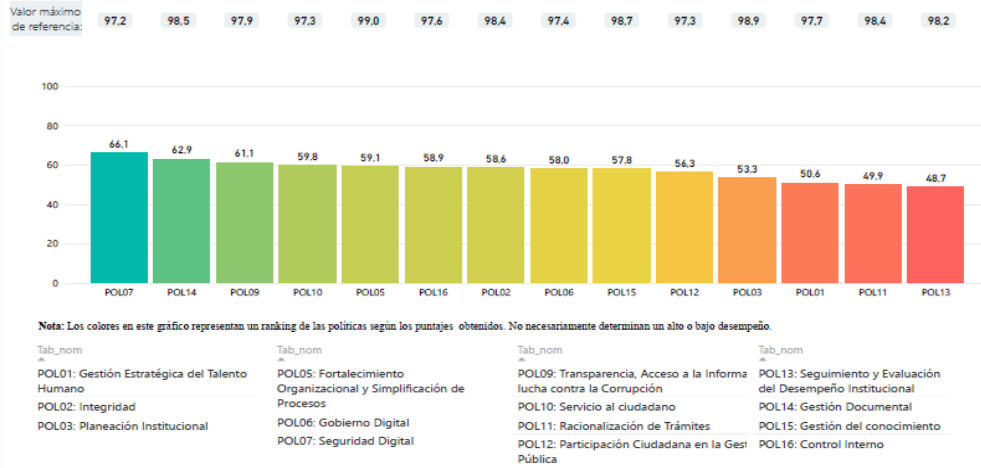 Valor máximo
de referencia:
97,2 98,5 97,9 97,3 99,0 97,6 98,4 97,4 98,7 97,3 98,9 97,7 98,4 98,2
100
80
60
40
20
0
66,1 62,9 61,1 59,8 59,1 58,9 58,6 58,0 57,8 56,3 53,3 50,6 49,9 48,7
POL07 POL14 POL09 POL10 POL05 POL16 POL02 POL06 POL15 POL12 POL03 POL01 POL11 POL13
Nota: Los colores en este gráfico representan un ranking de las políticas según los puntajes obtenidos. No necesariamente determinan un alto o bajo desempeño.
Tab_nom
POL01: Gestión Estratégica del Talento
Humano
POL02: Integridad
POL03: Planeación Institucional
Tab_nom
POL05: Fortalecimiento
Organizacional y Simplificación de
Procesos
POL06: Gobierno Digital
POL07: Seguridad Digital
Tab_nom
POL09: Transparencia, Acceso a la Informa
lucha contra la Corrupción
POL10: Servicio al ciudadano
POL11: Racionalización de Trámites
POL12: Participación Ciudadana en la Gest
Pública
Tab_nom
POL13: Seguimiento y Evaluación
del Desempeño Institucional
POL14: Gestión Documental
POL15: Gestión del conocimiento
POL16: Control Interno